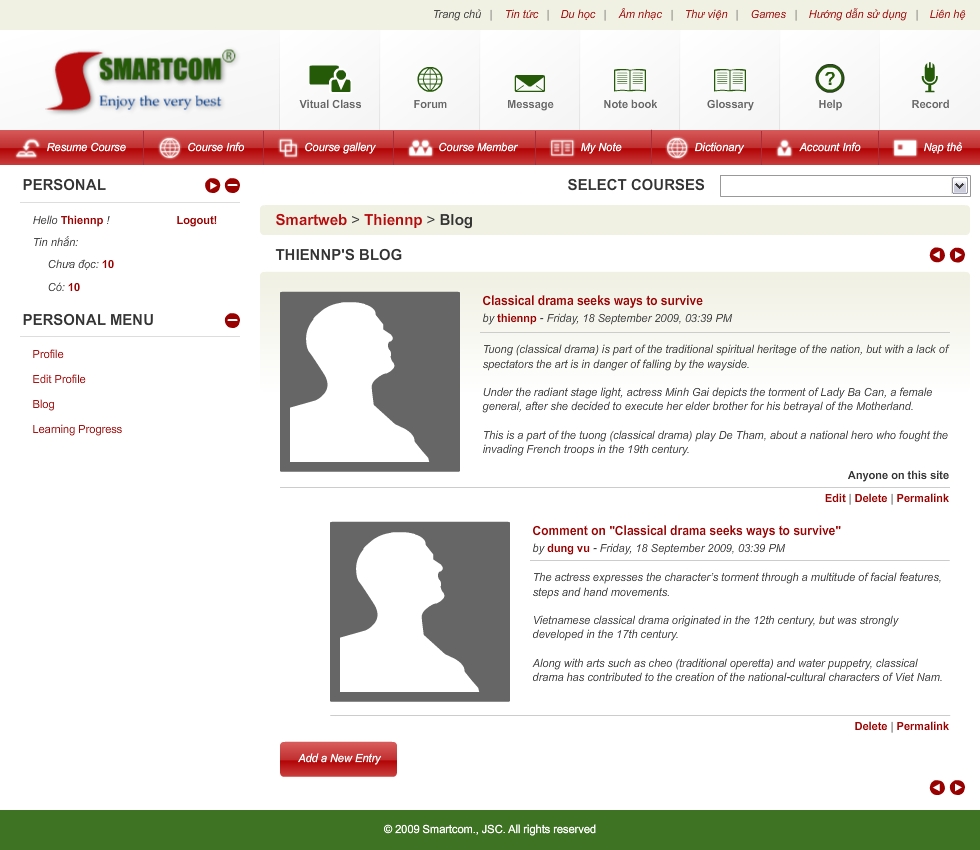 Trang chủ | Tin tức | Du học | Âm nhạc | Thư viện | Games | Hướng dẫn sử dụng | Liên hệ
SMARTCOM®
Enjoy the very best
Vitual Class Forum Message Note book Glossary Help Record
Resume Course Course Info Course gallery Course Member My Note Dictionary Account Info Nạp thẻ
PERSONAL
SELECT COURSES
Hello Thiennp ! Logout!
Tin nhắn:
Chưa đọc: 10
Có: 10
PERSONAL MENU
Profile
Edit Profile
Blog
Learning Progress
Smartweb > Thiennp > Blog
THIENNP'S BLOG
Classical drama seeks ways to survive
by thiennp - Friday, 18 September 2009, 03:39 PM
Tuong (classical drama) is part of the traditional spiritual heritage of the nation, but with a lack of
spectators the art is in danger of falling by the wayside.
Under the radiant stage light, actress Minh Gai depicts the torment of Lady Ba Can, a female
general, after she decided to execute her elder brother for his betrayal of the Motherland.
This is a part of the tuong (classical drama) play De Tham, about a national hero who fought the
invading French troops in the 19th century.
Anyone on this site
Edit | Delete | Permalink
Comment on "Classical drama seeks ways to survive"
by dung vu - Friday, 18 September 2009, 03:39 PM
The actress expresses the character's torment through a multitude of facial features,
steps and hand movements.
Vietnamese classical drama originated in the 12th century, but was strongly
developed in the 17th century.
Along with arts such as cheo (traditional operetta) and water puppetry, classical
drama has contributed to the creation of the national-cultural characters of Viet Nam.
Delete | Permalink
Add a New Entry
© 2009 Smartcom., JSC. All rights reserved